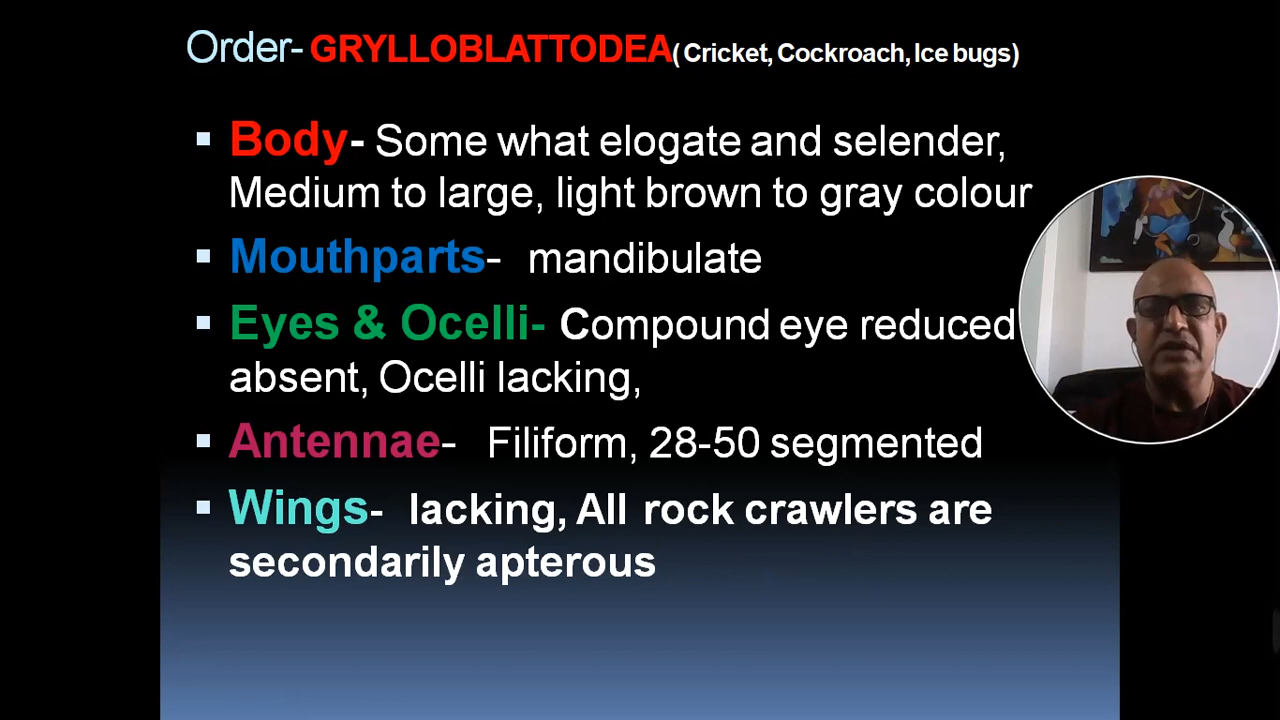 Order- GRYLLOBLATTODEA( Cricket, Cockroach, Ice bugs)
Body- Some what elogate and selender,
Medium to large, light brown to gray colour
Mouthparts- mandibulate
Eyes & Ocelli- Compound eye reduced
absent, Ocelli lacking,
Antennae- Filiform, 28-50 segmented
Wings- lacking, All rock crawlers are
secondarily apterous